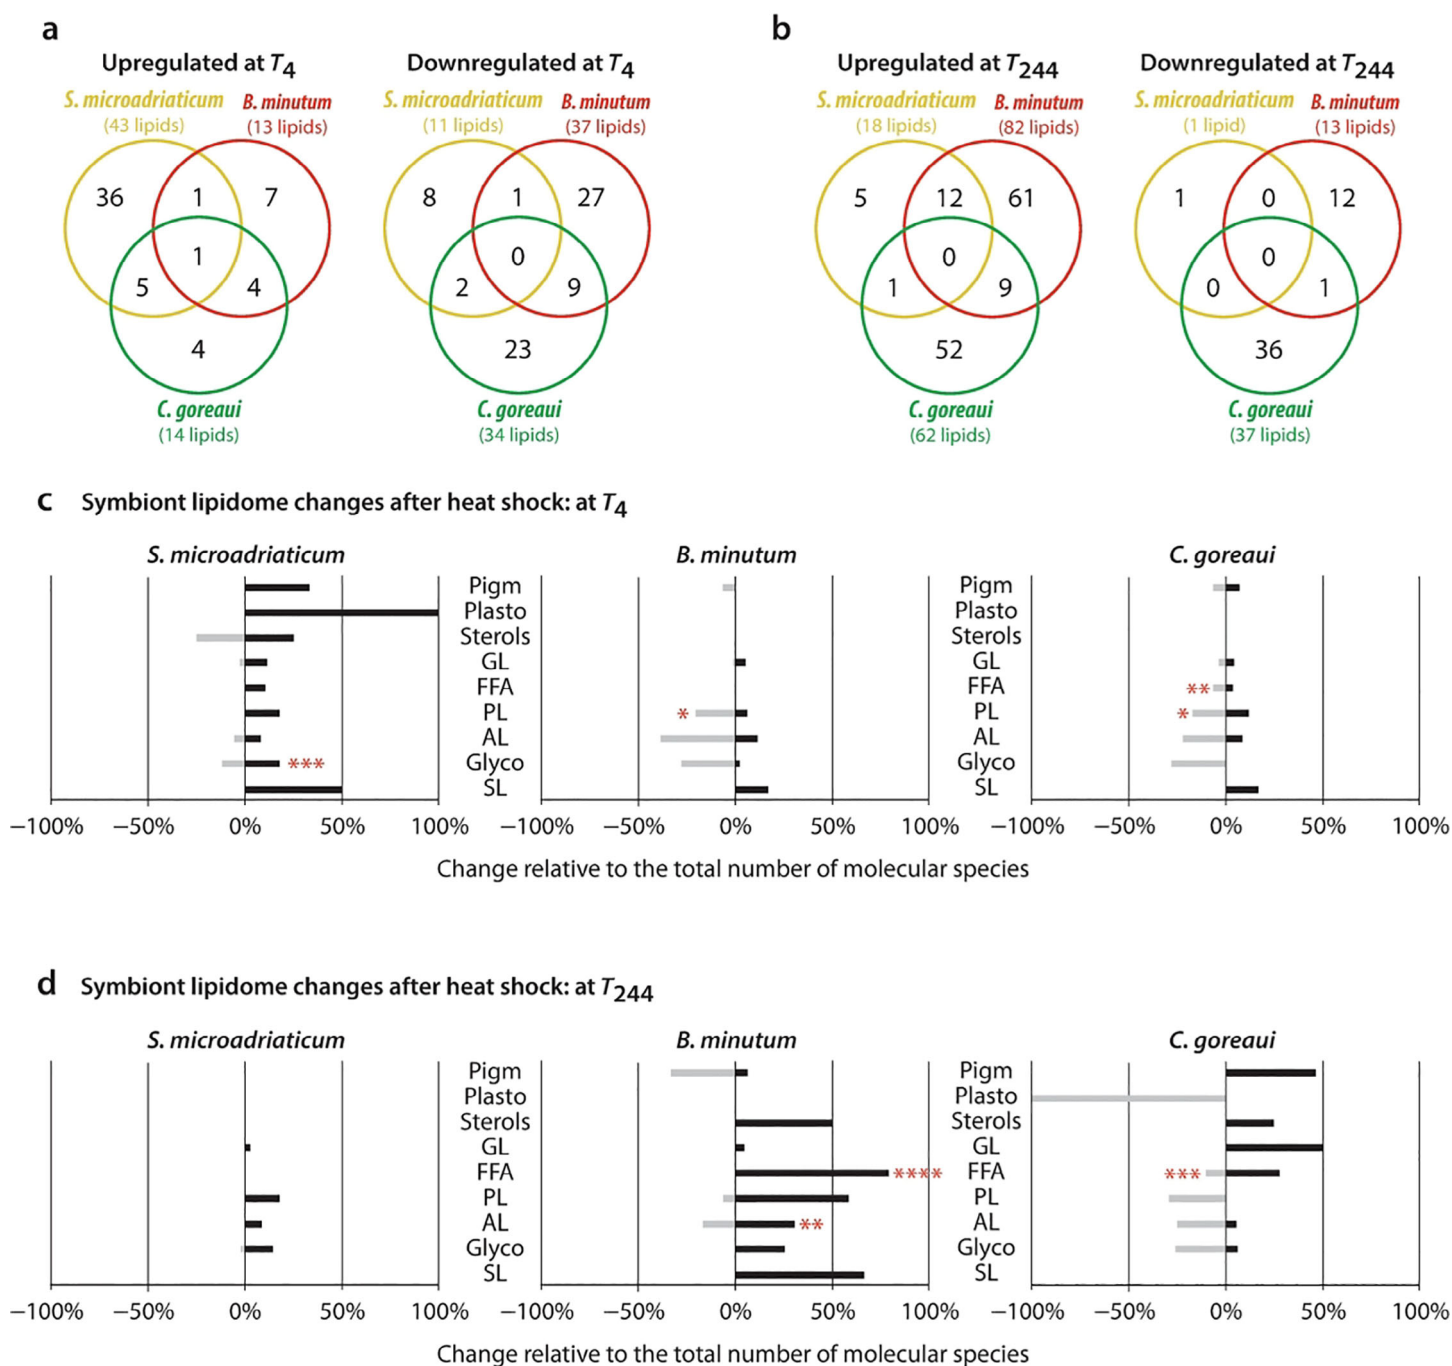 a
b
Upregulated at T4
Downregulated at T4
Upregulated at T244
Downregulated at T244
S. microadriaticum
B. minutum
S. microadriaticum
B. minutum
S. microadriaticum
B. minutum
S. microadriaticum
B. minutum
(43 lipids)
(13 lipids)
(11 lipids)
(37 lipids)
(18 lipids)
(82 lipids)
(1 lipid)
(13 lipids)
36 1 7
8 1 27
5 12 61
1 0 12
1
0
0
0
5 4
2 9
1 9
0 1
4
23
52
36
C. goreaui
C. goreaui
C. goreaui
C. goreaui
(14 lipids)
(34 lipids)
(62 lipids)
(37 lipids)
c Symbiont lipidome changes after heat shock: at T4
S. microadriaticum
B. minutum
C. goreaui
Pigm
Pigm
Plasto
Plasto
Sterols
Sterols
GL
GL
FFA
FFA **
PL *
PL *
AL
AL
*** Glyco
Glyco
SL
SL
−100% −50% 0% 50% 100% −100% −50% 0% 50% 100% −100% −50% 0% 50% 100%
Change relative to the total number of molecular species
d Symbiont lipidome changes after heat shock: at T244
S. microadriaticum
B. minutum
C. goreaui
Pigm
Pigm
Plasto
Plasto
Sterols
Sterols
GL
GL
FFA ****
FFA ***
PL
PL
AL **
AL
Glyco
Glyco
SL
SL
−100% −50% 0% 50% 100% −100% −50% 0% 50% 100% −100% −50% 0% 50% 100%
Change relative to the total number of molecular species